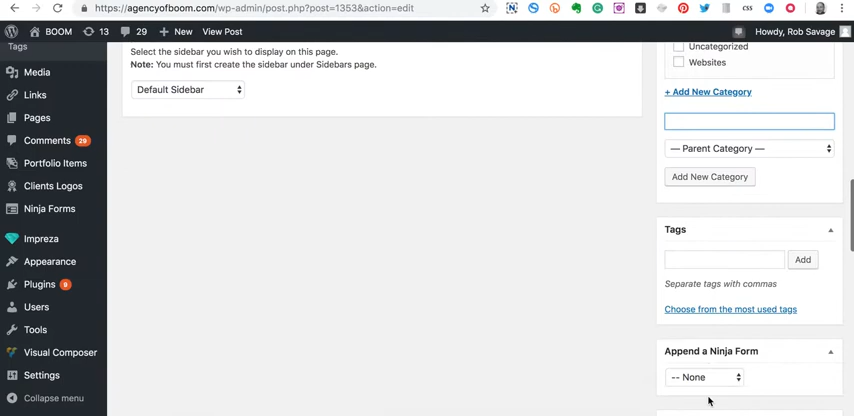 https://agencyofboom.com/wp-admin/post.php?post=1353&action=edit
CSS
BOOM 13 29 New View Post Howdy, Rob Savage
Tags
Media
Links
Pages
Comments 29
Portfolio Items
Clients Logos
Ninja Forms
Impreza
Appearance
Plugins 9
Users
Tools
Visual Composer
Settings
Collapse menu
Select the sidebar you wish to display on this page.
Note: You must first create the sidebar under Sidebars page.
Default Sidebar
Uncategorized
Websites
+ Add New Category
— Parent Category —
Add New Category
Tags
Add
Separate tags with commas
Choose from the most used tags
Append a Ninja Form
-- None